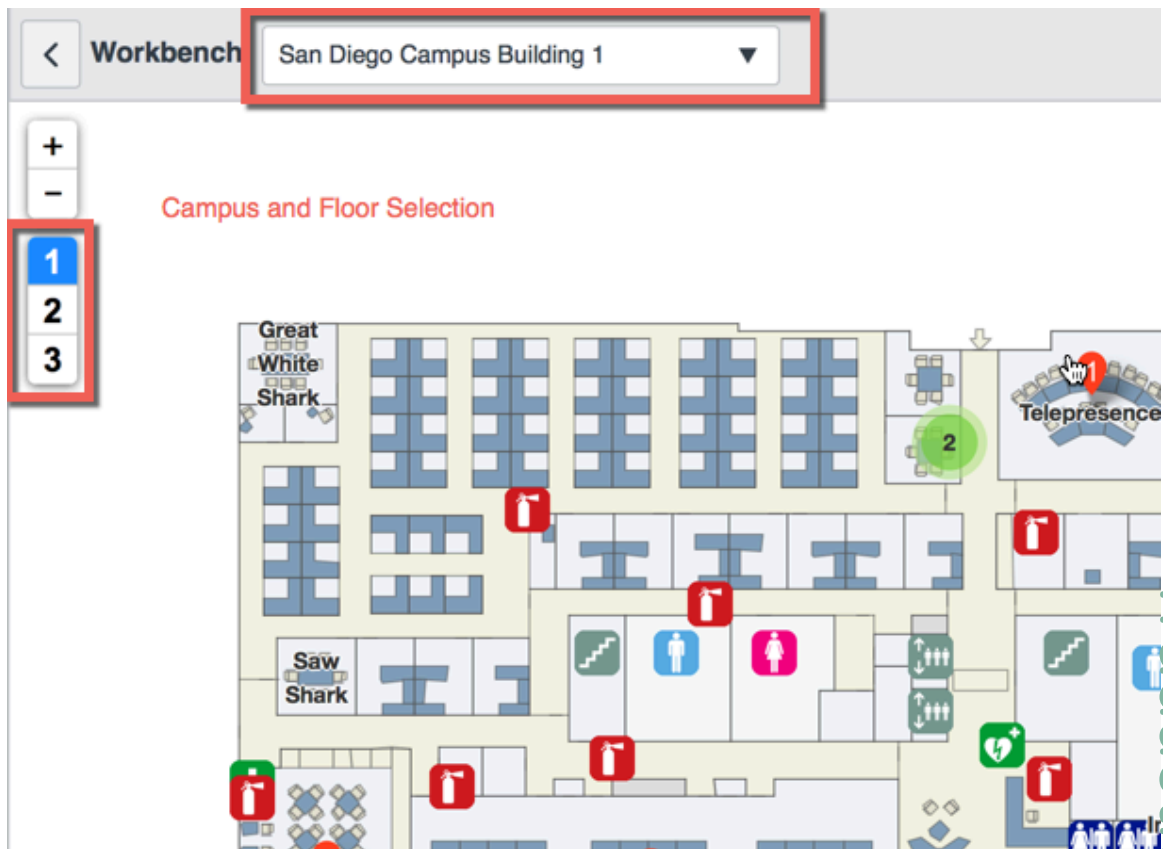 Workbench
San Diego Campus Building 1
+
−
Campus and Floor Selection
1
2
3
Great
White
Shark
1
Telepresence
2
Saw
Shark